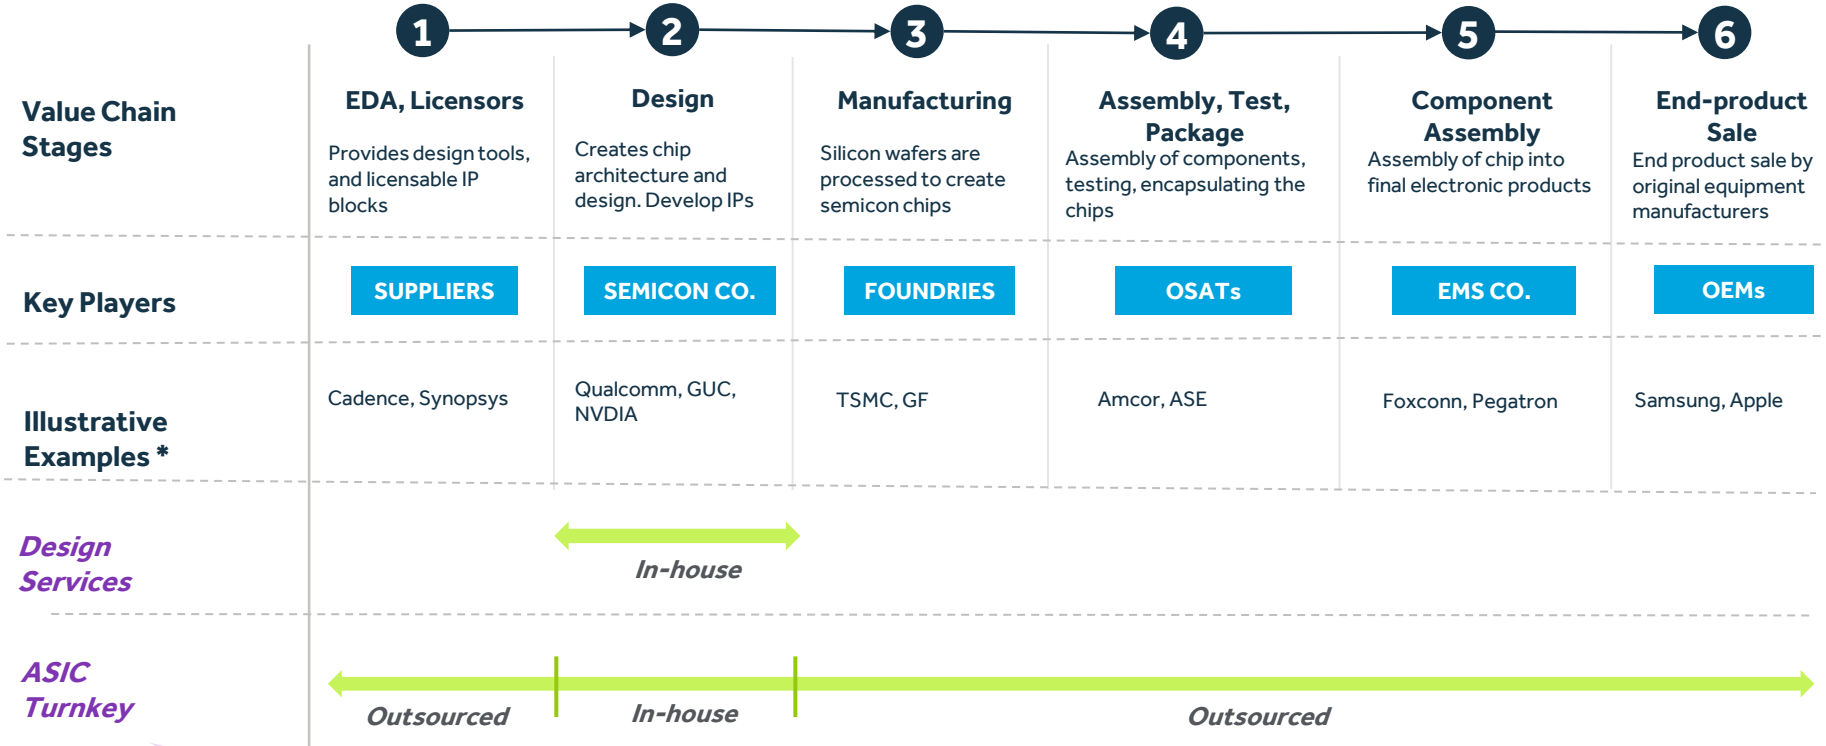 1 2 3 4 5 6
Value Chain
Stages
EDA, Licensors
Provides design tools,
and licensable IP
blocks
Design
Creates chip
architecture and
design. Develop IPs
Manufacturing
Silicon wafers are
processed to create
semicon chips
Assembly, Test,
Package
Assembly of components,
testing, encapsulating the
chips
Component
Assembly
Assembly of chip into
final electronic products
End-product
Sale
End product sale by
original equipment
manufacturers
Key Players
SUPPLIERS
SEMICON CO.
FOUNDRIES
OSATs
EMS CO.
OEMs
Illustrative
Examples *
Cadence, Synopsys
Qualcomm, GUC,
NVDIA
TSMC, GF
Amcor, ASE
Foxconn, Pegatron
Samsung, Apple
Design
Services
In-house
ASIC
Turnkey
Outsourced
In-house
Outsourced